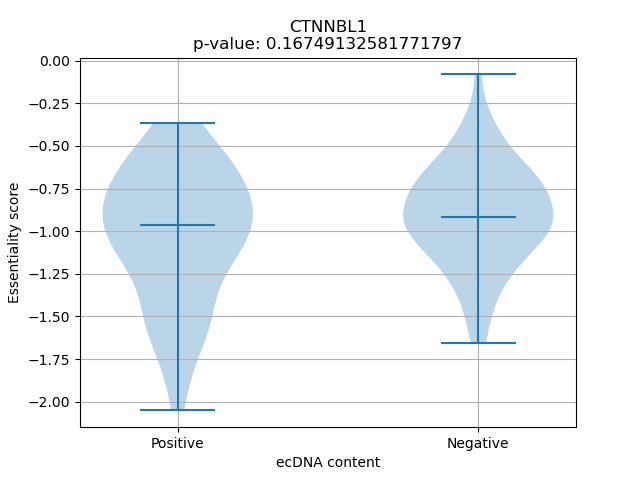 CTNNBL1
p-value: 0.16749132581771797
0.00
−0.25
−0.50
−0.75
−1.00
−1.25
−1.50
−1.75
−2.00
Essentiality score
Positive
Negative
ecDNA content